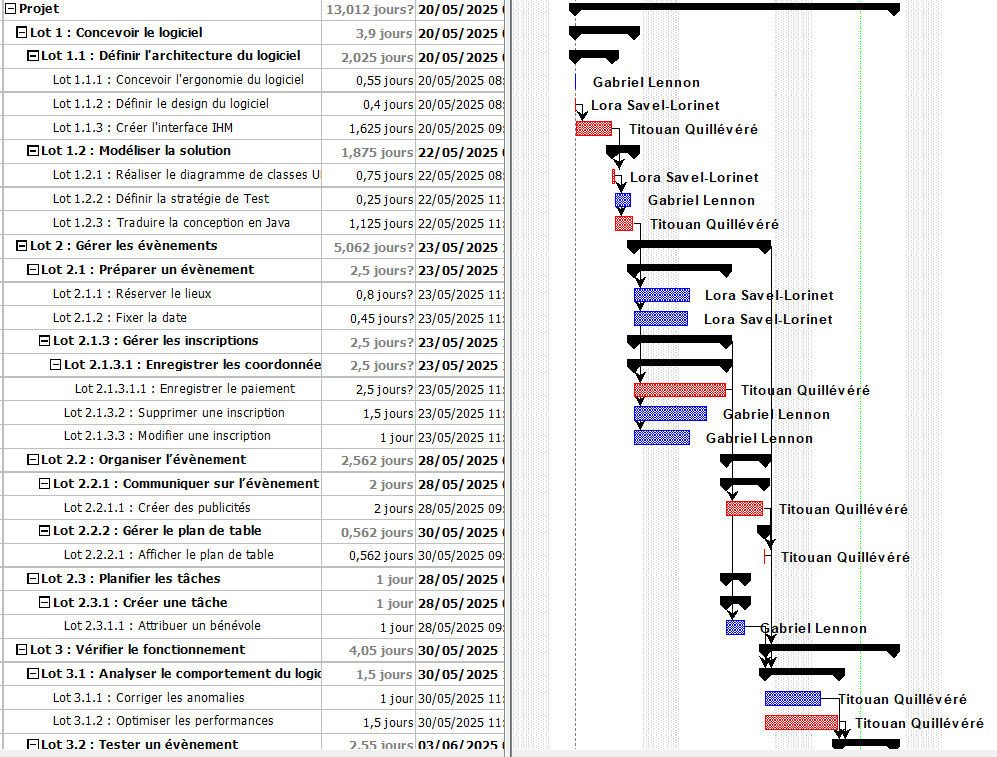 Projet 13,012 jours? 20/05/2025
Lot 1 : Concevoir le logiciel 3,9 jours 20/05/2025
Lot 1.1 : Définir l'architecture du logiciel 2,025 jours 20/05/2025
Lot 1.1.1 : Concevoir l'ergonomie du logiciel 0,55 jours 20/05/2025 08: Gabriel Lennon
Lot 1.1.2 : Définir le design du logiciel 0,4 jours 20/05/2025 08: Lora Savel-Lorinet
Lot 1.1.3 : Créer l'interface IHM 1,625 jours 20/05/2025 09: Titouan Quillévéré
Lot 1.2 : Modéliser la solution 1,875 jours 22/05/2025
Lot 1.2.1 : Réaliser le diagramme de classes U 0,75 jours 22/05/2025 08: Lora Savel-Lorinet
Lot 1.2.2 : Définir la stratégie de Test 0,25 jours 22/05/2025 11: Gabriel Lennon
Lot 1.2.3 : Traduire la conception en Java 1,125 jours 22/05/2025 11: Titouan Quillévéré
Lot 2 : Gérer les évènements 5,062 jours? 23/05/2025
Lot 2.1 : Préparer un évènement 2,5 jours? 23/05/2025
Lot 2.1.1 : Réserver le lieux 0,8 jours? 23/05/2025 11: Lora Savel-Lorinet
Lot 2.1.2 : Fixer la date 0,45 jours? 23/05/2025 11: Lora Savel-Lorinet
Lot 2.1.3 : Gérer les inscriptions 2,5 jours? 23/05/2025
Lot 2.1.3.1 : Enregistrer les coordonnée 2,5 jours? 23/05/2025
Lot 2.1.3.1.1 : Enregistrer le paiement 2,5 jours? 23/05/2025 11: Titouan Quillévéré
Lot 2.1.3.2 : Supprimer une inscription 1,5 jours 23/05/2025 11: Gabriel Lennon
Lot 2.1.3.3 : Modifier une inscription 1 jour 23/05/2025 11: Gabriel Lennon
Lot 2.2 : Organiser l’évènement 2,562 jours 28/05/2025
Lot 2.2.1 : Communiquer sur l’évènement 2 jours 28/05/2025
Lot 2.2.1.1 : Créer des publicités 2 jours 28/05/2025 09: Titouan Quillévéré
Lot 2.2.2 : Gérer le plan de table 0,562 jours 30/05/2025
Lot 2.2.2.1 : Afficher le plan de table 0,562 jours 30/05/2025 09: Titouan Quillévéré
Lot 2.3 : Planifier les tâches 1 jour 28/05/2025
Lot 2.3.1 : Créer une tâche 1 jour 28/05/2025
Lot 2.3.1.1 : Attribuer un bénévole 1 jour 28/05/2025 09: Gabriel Lennon
Lot 3 : Vérifier le fonctionnement 4,05 jours 30/05/2025
Lot 3.1 : Analyser le comportement du logic 1,5 jours 30/05/2025
Lot 3.1.1 : Corriger les anomalies 1 jour 30/05/2025 11: Titouan Quillévéré
Lot 3.1.2 : Optimiser les performances 1,5 jours 30/05/2025 11: Titouan Quillévéré
Lot 3.2 : Tester un évènement 2,55 jours 03/06/2025